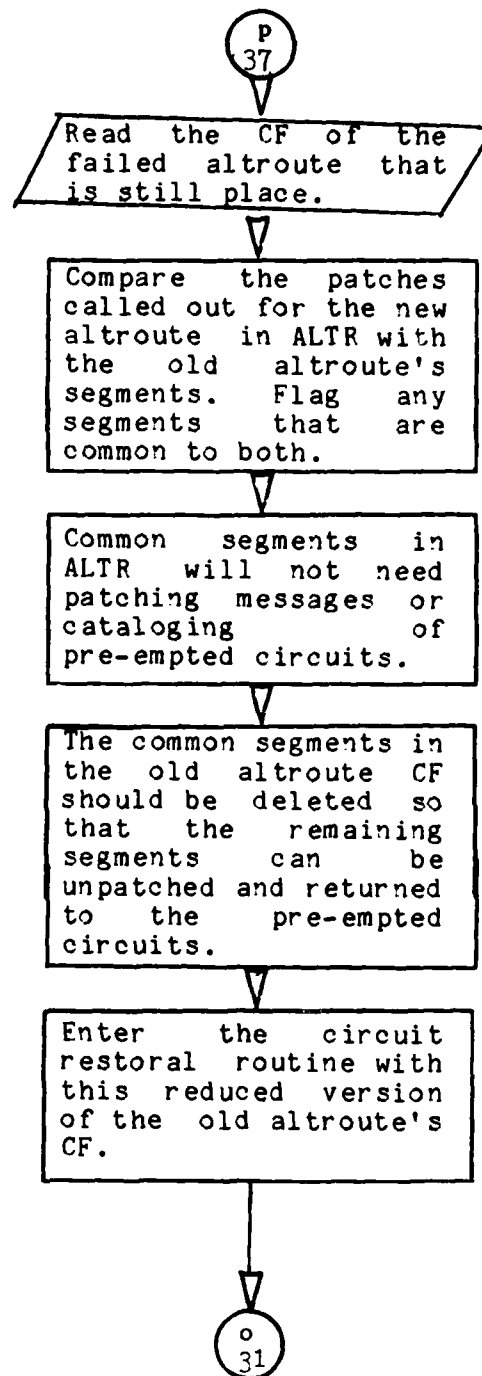 p
37
Read the CF of the
failed altroute that
is still place.
Compare the patches
called out for the new
altroute in ALTR with
the old altroute's
segments. Flag any
segments that are
common to both.
Common segments in
ALTR will not need
patching messages or
cataloging of
pre-empted circuits.
The common segments in
the old altroute CF
should be deleted so
that the remaining
segments can be
unpatched and returned
to the pre-empted
circuits.
Enter the circuit
restoral routine with
this reduced version
of the old altroute's
CF.
o
31